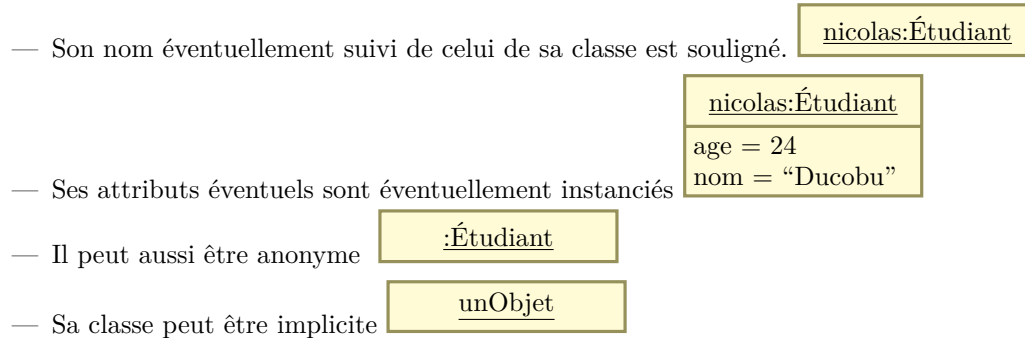 — Son nom éventuellement suivi de celui de sa classe est souligné. nicolas:Étudiant
nicolas:Étudiant
age = 24
— Ses attributs éventuels sont éventuellement instanciés nom = “Ducobu”
— Il peut aussi être anonyme :Étudiant
— Sa classe peut être implicite unObjet